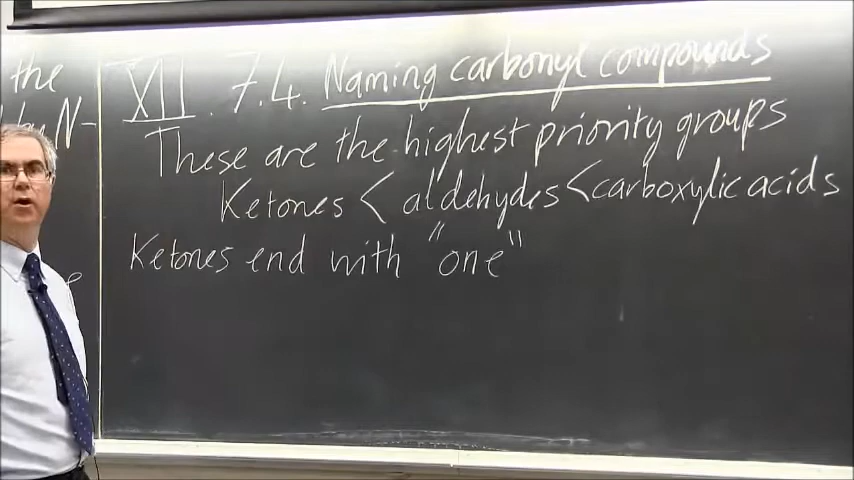 the
by N-
XII. 7.4. Naming carbonyl compounds
These are the highest priority groups
Ketones < aldehydes < carboxylic acids
Ketones end with "one"